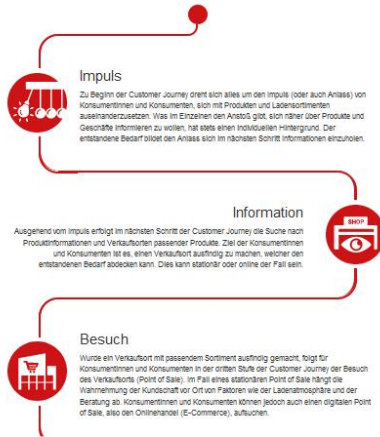 Impuls
Zu Beginn der Customer Journey dreht sich alles um den Impuls (oder auch Anlass) von
Konsumentinnen und Konsumenten, sich mit Produkten und Ladensortimenten
auseinanderzusetzen. Was im Einzelnen den Anstoß gibt, sich näher über Produkte und
Geschäfte informieren zu wollen, hat stets einen individuellen Hintergrund. Der
entstandene Bedarf bildet den Anlass sich im nächsten Schritt Informationen einzuholen.
Information
Ausgehend vom Impuls erfolgt im nächsten Schritt der Customer Journey die Suche nach
Produktinformationen und Verkaufsorten passender Produkte. Ziel der Konsumentinnen
und Konsumenten ist es, einen Verkaufsort ausfindig zu machen, welcher den
entstandenen Bedarf abdecken kann. Dies kann stationär oder online der Fall sein.
SHOP
Besuch
Wurde ein Verkaufsort mit passendem Sortiment ausfindig gemacht, folgt für
Konsumentinnen und Konsumenten in der dritten Stufe der Customer Journey der Besuch
des Verkaufsorts (Point of Sale). Im Fall eines stationären Point of Sale hängt die
Wahrnehmung der Kundschaft vor Ort von Faktoren wie der Ladenatmosphäre und der
Beratung ab. Konsumentinnen und Konsumenten können jedoch auch einen digitalen Point
of Sale, also den Onlinehandel (E-Commerce), aufsuchen.